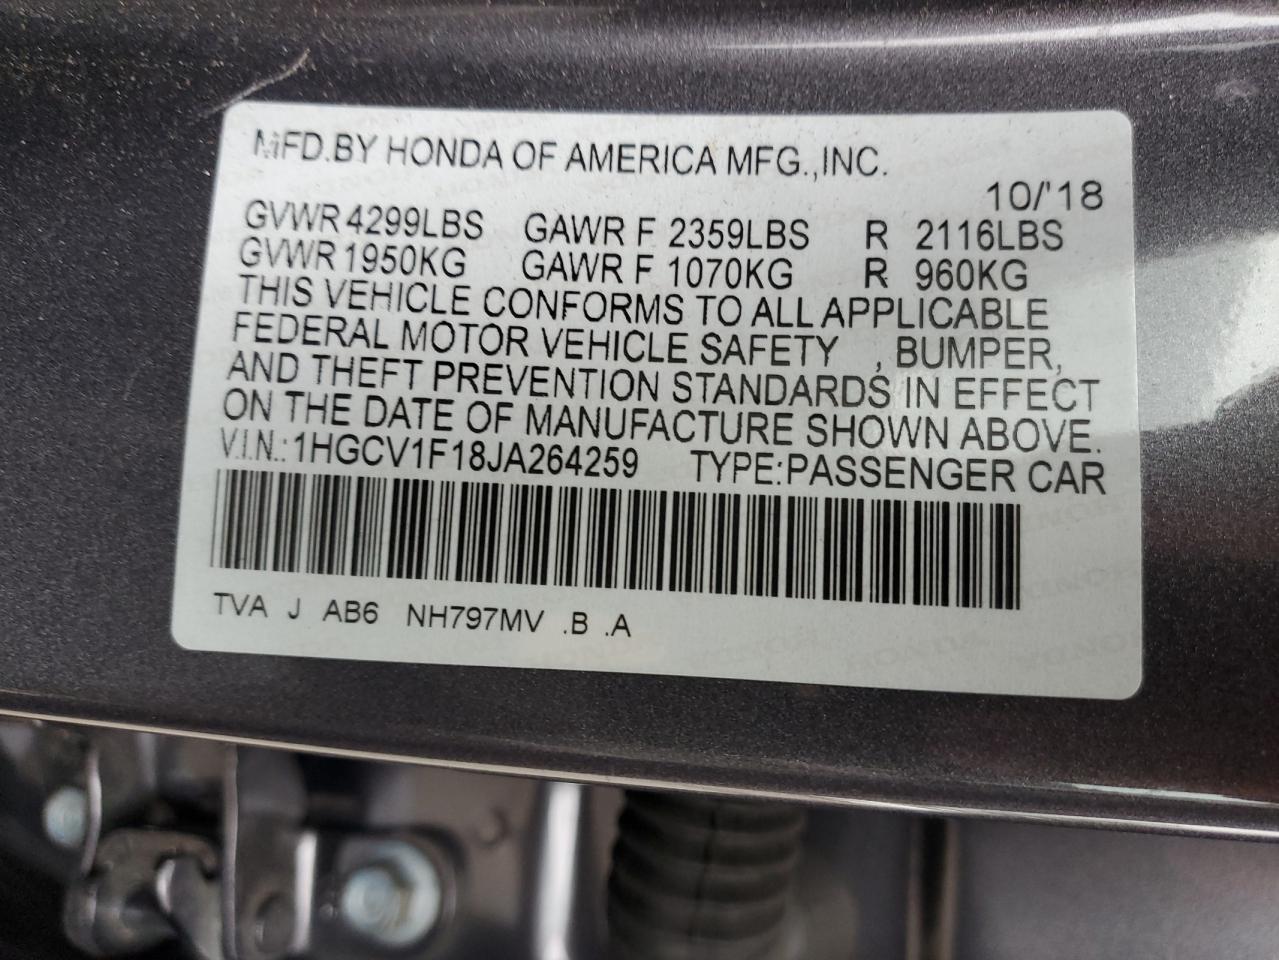 MFD.BY HONDA OF AMERICA MFG.,INC.
10/'18
GVWR 4299LBS GAWR F 2359LBS R 2116LBS
GVWR 1950KG GAWR F 1070KG R 960KG
THIS VEHICLE CONFORMS TO ALL APPLICABLE
FEDERAL MOTOR VEHICLE SAFETY , BUMPER,
AND THEFT PREVENTION STANDARDS IN EFFECT
ON THE DATE OF MANUFACTURE SHOWN ABOVE.
V.I.N.:1HGCV1F18JA264259 TYPE:PASSENGER CAR
TVA J AB6 NH797MV .B .A